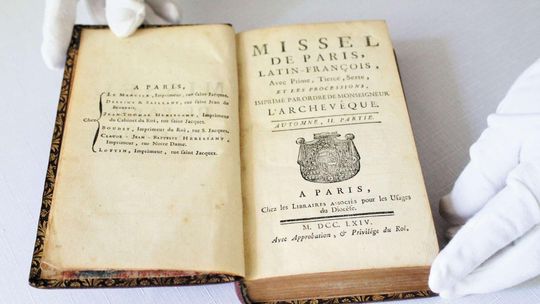 A PARIS,
LE MERCIER, Imprimeur, rue saint Jacques.
DESSAINT & SAILLANT, rue saint Jean de
Beauvais.
JEAN-THOMAS HERISSANT, Imprimeur
du Cabinet du Roi, rue saint Jacques.
Chez
BOUDET, Imprimeur du Roi, rue S. Jacques.
CLAUDE-JEAN-BAPTISTE HERISSANT,
Imprimeur, rue Notre Dame.
LOTTIN, Imprimeur, rue saint Jacques.
MISSEL
DE PARIS,
LATIN-FRANÇOIS,
Avec Prime, Tierce, Sexte,
ET LES PROCESSIONS,
IMPRIMÉ PAR ORDRE DE MONSEIGNEUR
L'ARCHEVÊQUE.
AUTOMNE, II. PARTIE.
A PARIS,
Chez les LIBRAIRES ASSOCIÉS pour les Usages
du Diocèse.
M. DCC. LXIV.
Avec Approbation, & Privilége du Roi.